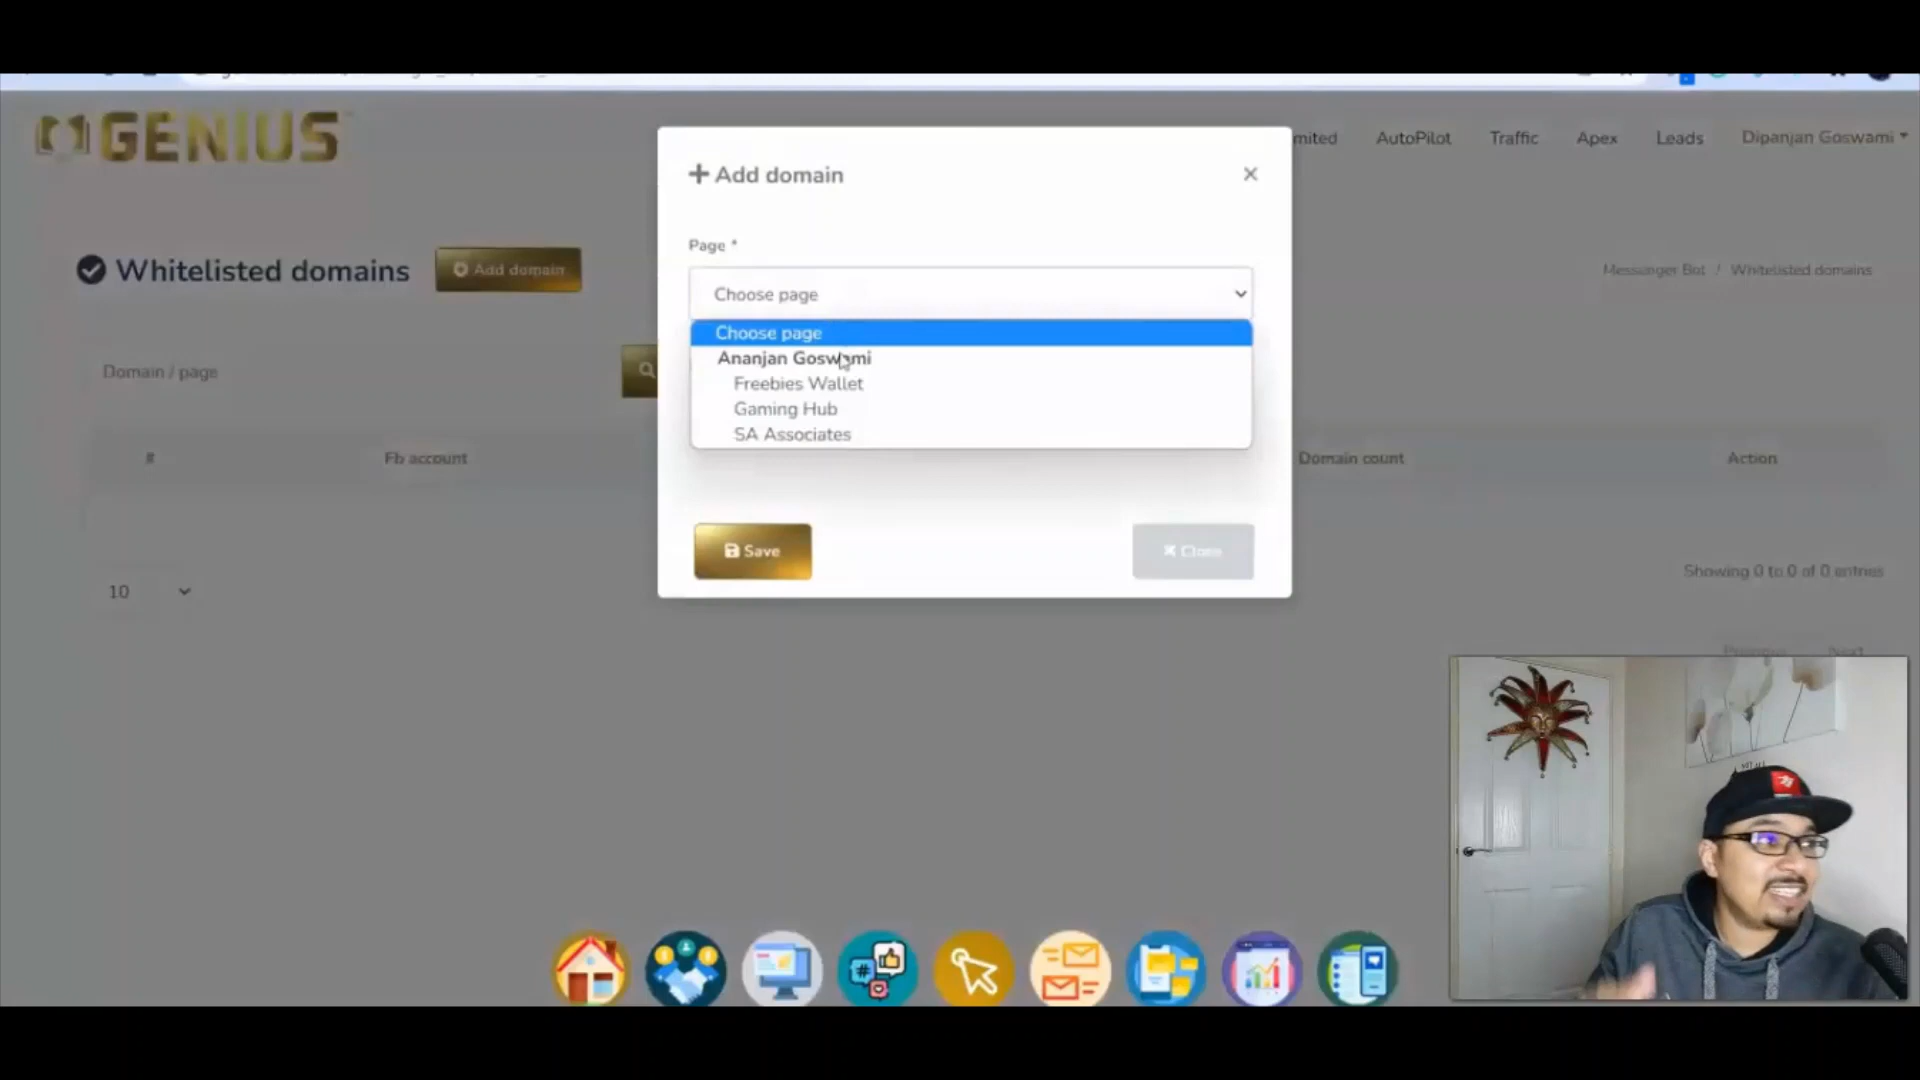 GENIUS
mited
AutoPilot
Traffic
Apex
Leads
Dipanjan Goswami
Whitelisted domains
Add domain
Messenger Bot / Whitelisted domains
Add domain
Page *
Choose page
Choose page
Ananjan Goswami
Freebies Wallet
Gaming Hub
SA Associates
Save
Close
Domain / page
#
Fb account
Domain count
Action
10
Showing 0 to 0 of 0 entries
Previous
Next